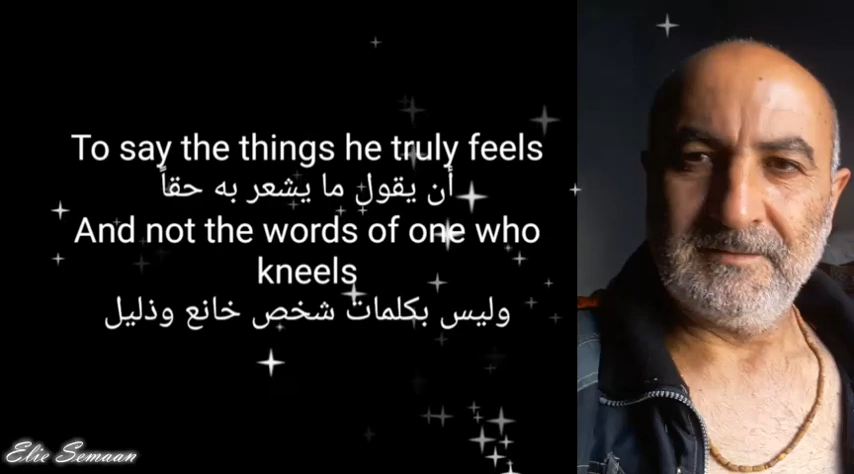 To say the things he truly feels
أن يقول ما يشعر به حقاً
And not the words of one who
kneels
وليس بكلمات شخص خانع وذليل
Elie Semaan